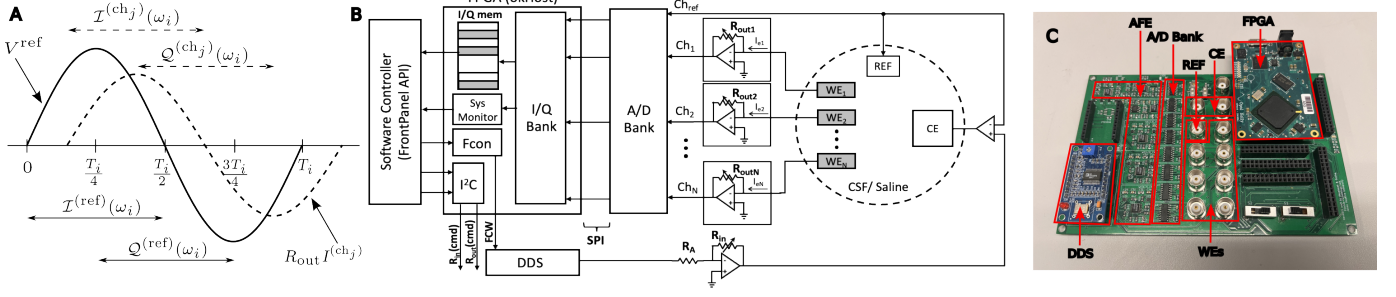 A
I^(ch_j)(ω_i)
V^ref
Q^(ch_j)(ω_i)
0
T_i/4
T_i/2
3T_i/4
T_i
I^(ref)(ω_i)
Q^(ref)(ω_i)
R_out I^(ch_j)
B
Software Controller
(FrontPanel API)
I/Q mem
Sys
Monitor
Fcon
I²C
I/Q
Bank
A/D
Bank
R_in(cmd)
R_out(cmd)
FCW
SPI
DDS
R_A
R_in
Ch_ref
Ch_1
Ch_2
Ch_N
R_out1
I_e1
R_out2
I_e2
R_outN
I_eN
REF
WE_1
WE_2
WE_N
CE
CSF/ Saline
C
AFE
A/D Bank
REF
CE
FPGA
DDS
WEs